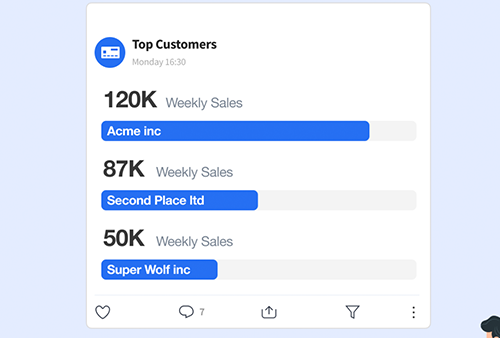 Top Customers
Monday 16:30
120K Weekly Sales
Acme inc
87K Weekly Sales
Second Place ltd
50K Weekly Sales
Super Wolf inc
7